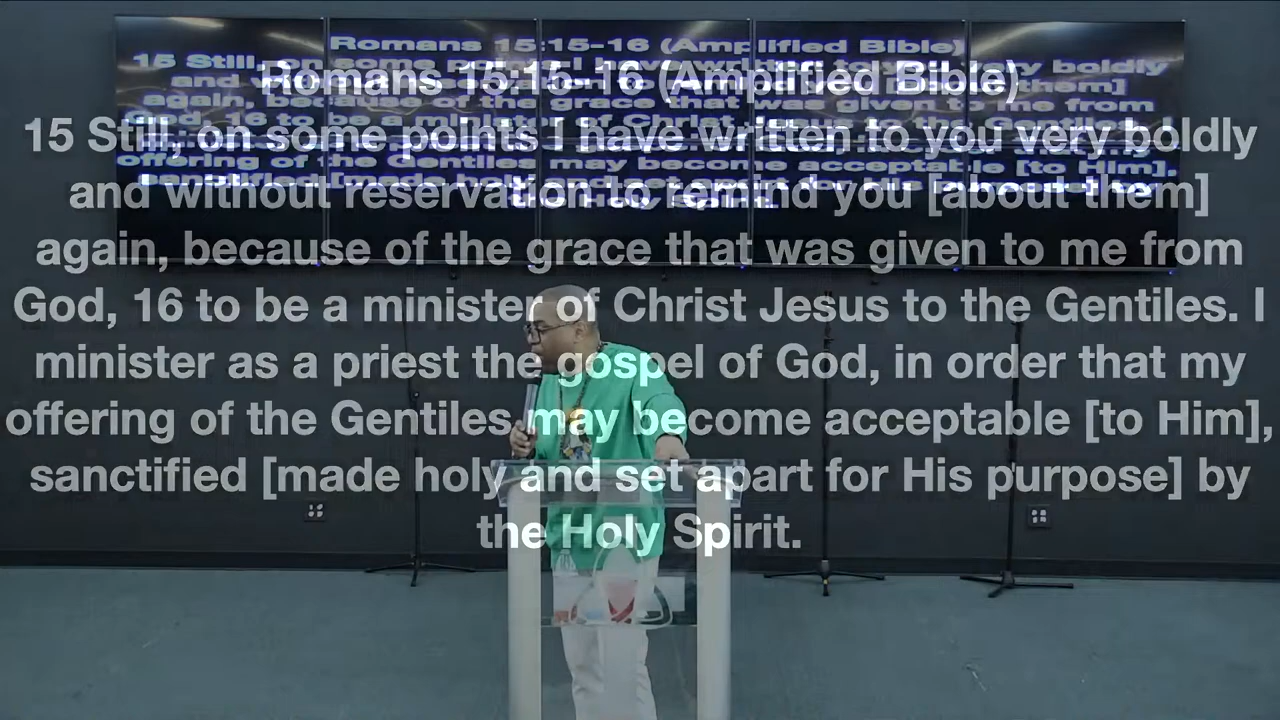 Romans 15:15-16 (Amplified Bible)
15 Still, on some points I have written to you very boldly
and without reservation to remind you [about them]
again, because of the grace that was given to me from
God, 16 to be a minister of Christ Jesus to the Gentiles. I
minister as a priest the gospel of God, in order that my
offering of the Gentiles may become acceptable [to Him],
sanctified [made holy and set apart for His purpose] by
the Holy Spirit.